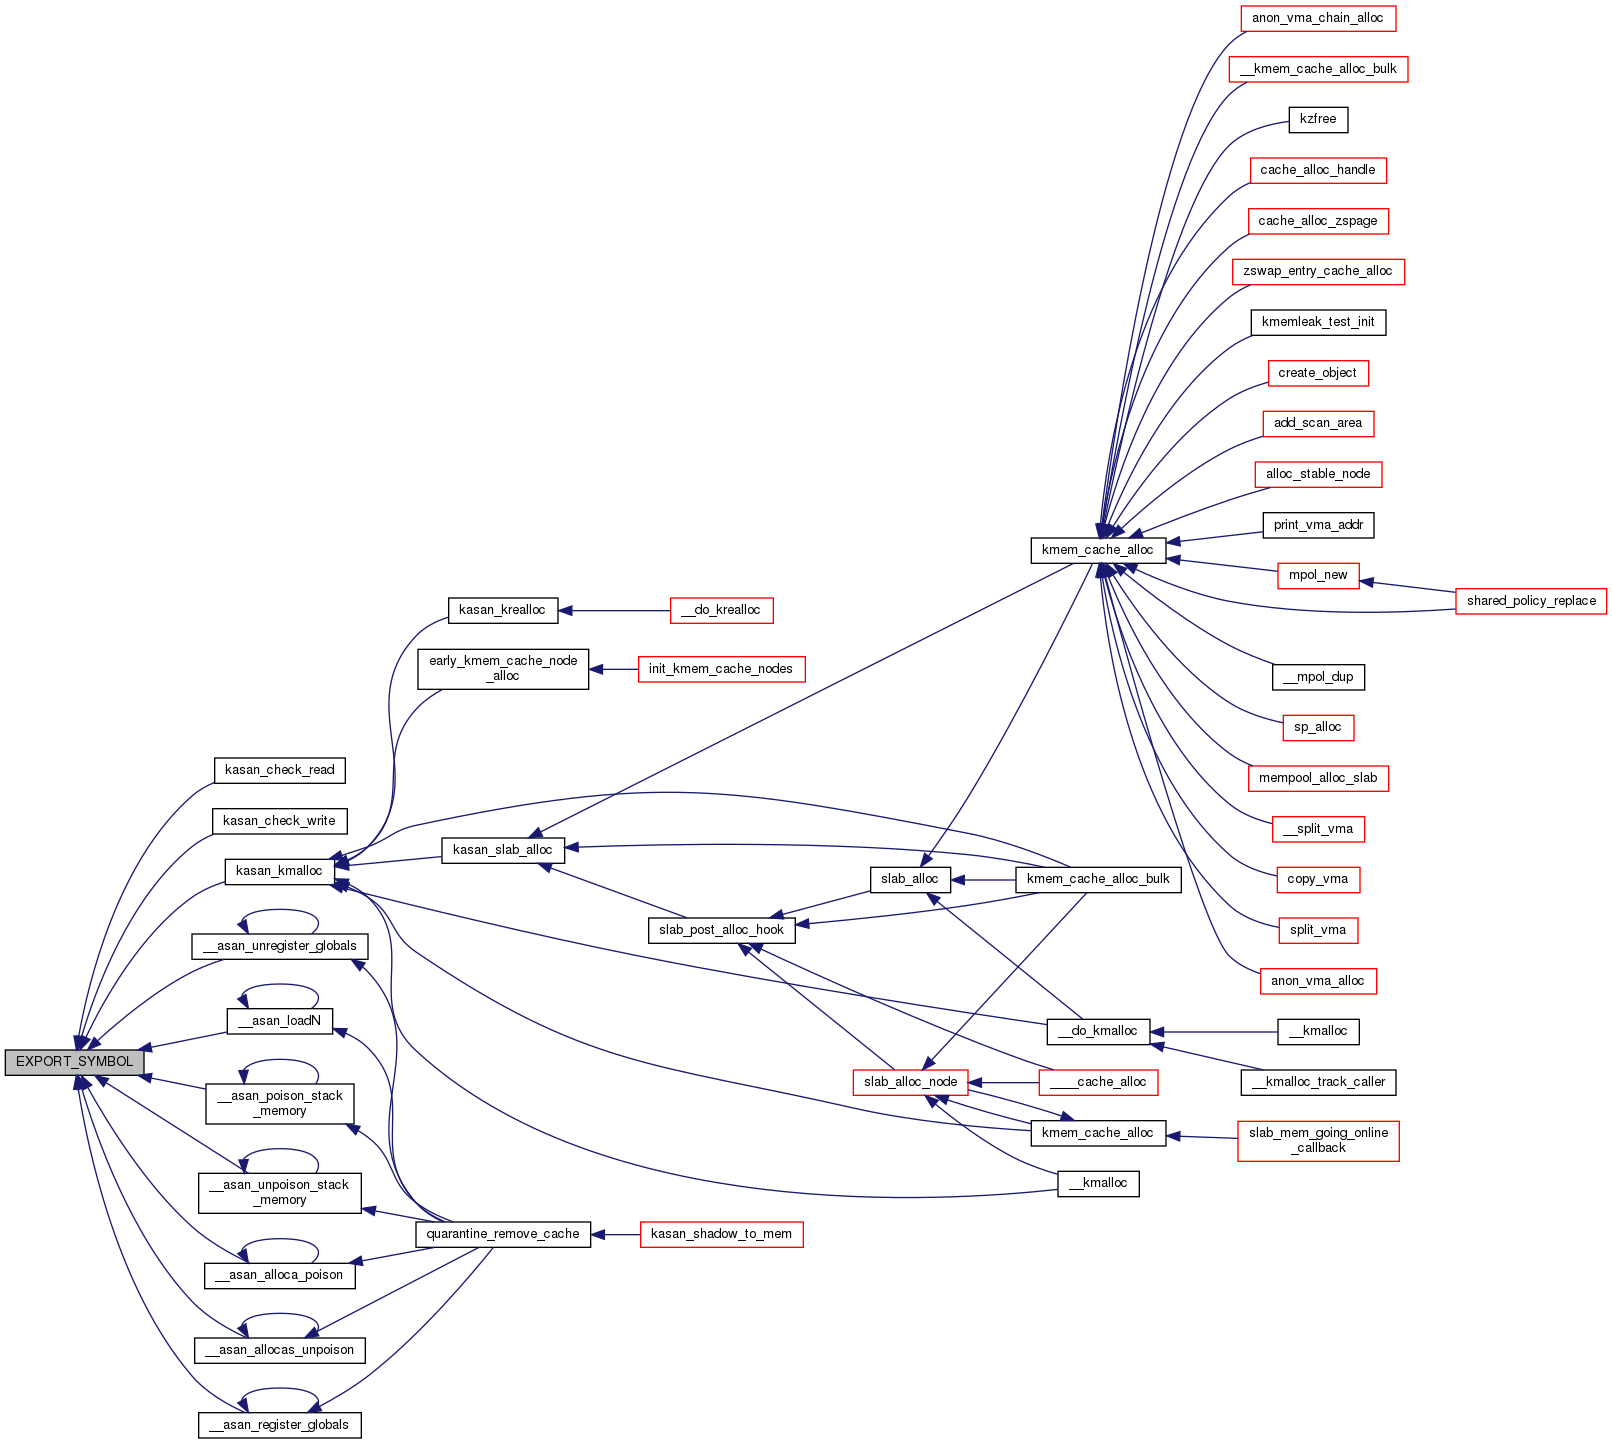 anon_vma_chain_alloc
__kmem_cache_alloc_bulk
kzfree
cache_alloc_handle
cache_alloc_zspage
zswap_entry_cache_alloc
kmemleak_test_init
create_object
add_scan_area
alloc_stable_node
print_vma_addr
kmem_cache_alloc
mpol_new
shared_policy_replace
kasan_krealloc
__do_krealloc
early_kmem_cache_node
_alloc
init_kmem_cache_nodes
__mpol_dup
sp_alloc
kasan_check_read
mempool_alloc_slab
kasan_check_write
__split_vma
kasan_kmalloc
kasan_slab_alloc
slab_alloc
kmem_cache_alloc_bulk
copy_vma
slab_post_alloc_hook
split_vma
__asan_unregister_globals
anon_vma_alloc
__asan_loadN
__do_kmalloc
__kmalloc
EXPORT_SYMBOL
slab_alloc_node
____cache_alloc
__kmalloc_track_caller
__asan_poison_stack
_memory
kmem_cache_alloc
slab_mem_going_online
_callback
__asan_unpoison_stack
_memory
__kmalloc
quarantine_remove_cache
kasan_shadow_to_mem
__asan_alloca_poison
__asan_allocas_unpoison
__asan_register_globals